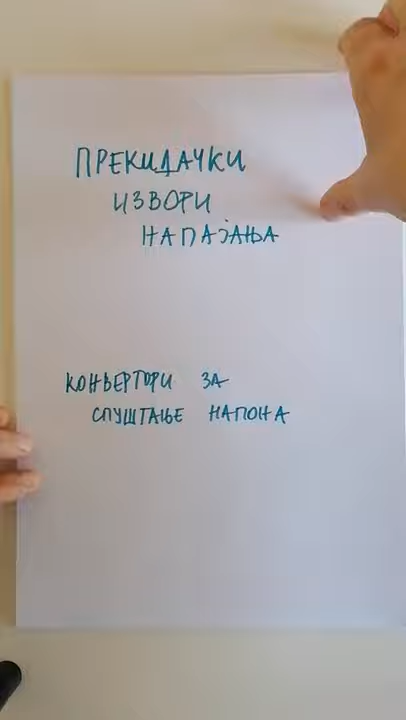 ПРЕКИДАЧКИ
ИЗВОРИ
НАПАЈАЊА
КОНВЕРТОРИ ЗА
СПУШТАЊЕ НАПОНА